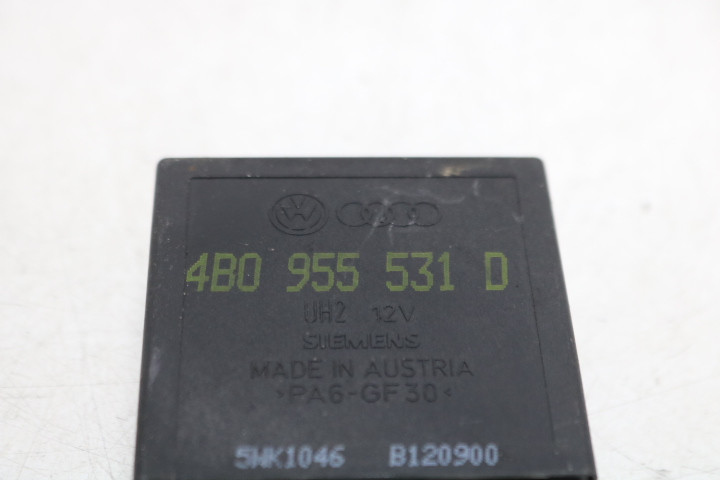 4B0 955 531 D
UH2 12V
SIEMENS
MADE IN AUSTRIA
>PA6-GF30<
5WK1046 B120900